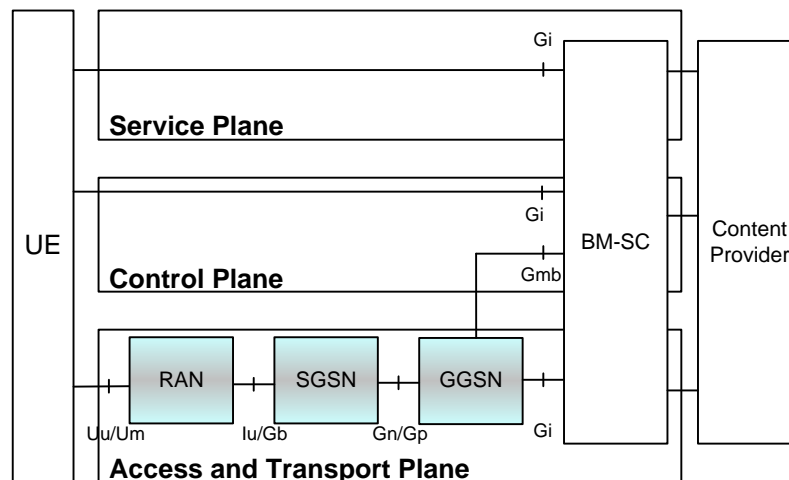 Gi
Service Plane
Gi
UE
BM-SC
Content
Provider
Control Plane
Gmb
RAN
SGSN
GGSN
Uu/Um
Iu/Gb
Gn/Gp
Gi
Access and Transport Plane